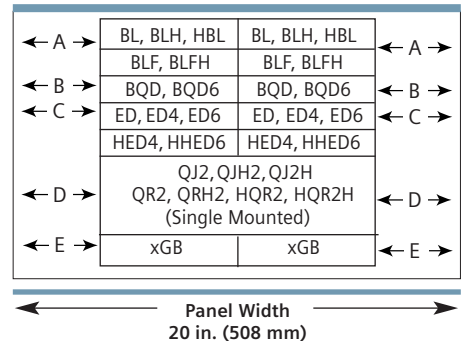 A BL, BLH, HBL BL, BLH, HBL A
BLF, BLFH BLF, BLFH
B BQD, BQD6 BQD, BQD6 B
C ED, ED4, ED6 ED, ED4, ED6 C
HED4, HHED6 HED4, HHED6
QJ2, QJH2, QJ2H
D QR2, QRH2, HQR2, HQR2H D
(Single Mounted)
E xGB xGB E
Panel Width
20 in. (508 mm)